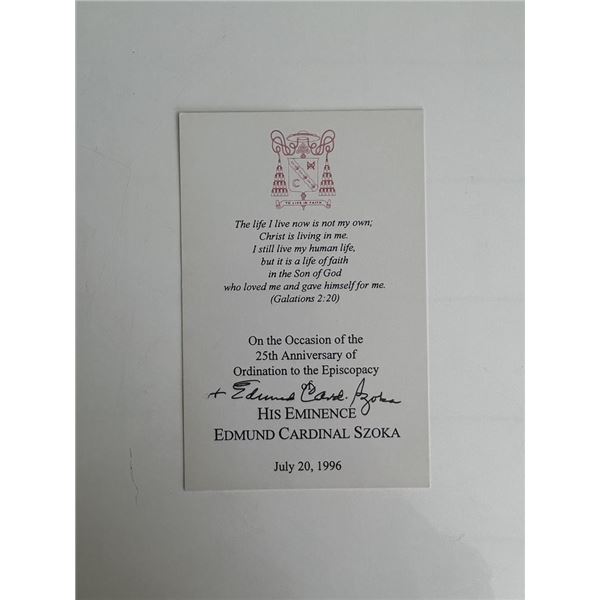 TO LIVE IN FAITH
The life I live now is not my own;
Christ is living in me.
I still live my human life,
but it is a life of faith
in the Son of God
who loved me and gave himself for me.
(Galations 2:20)
On the Occasion of the
25th Anniversary of
Ordination to the Episcopacy
+ Edmund Card. Szoka
HIS EMINENCE
EDMUND CARDINAL SZOKA
July 20, 1996